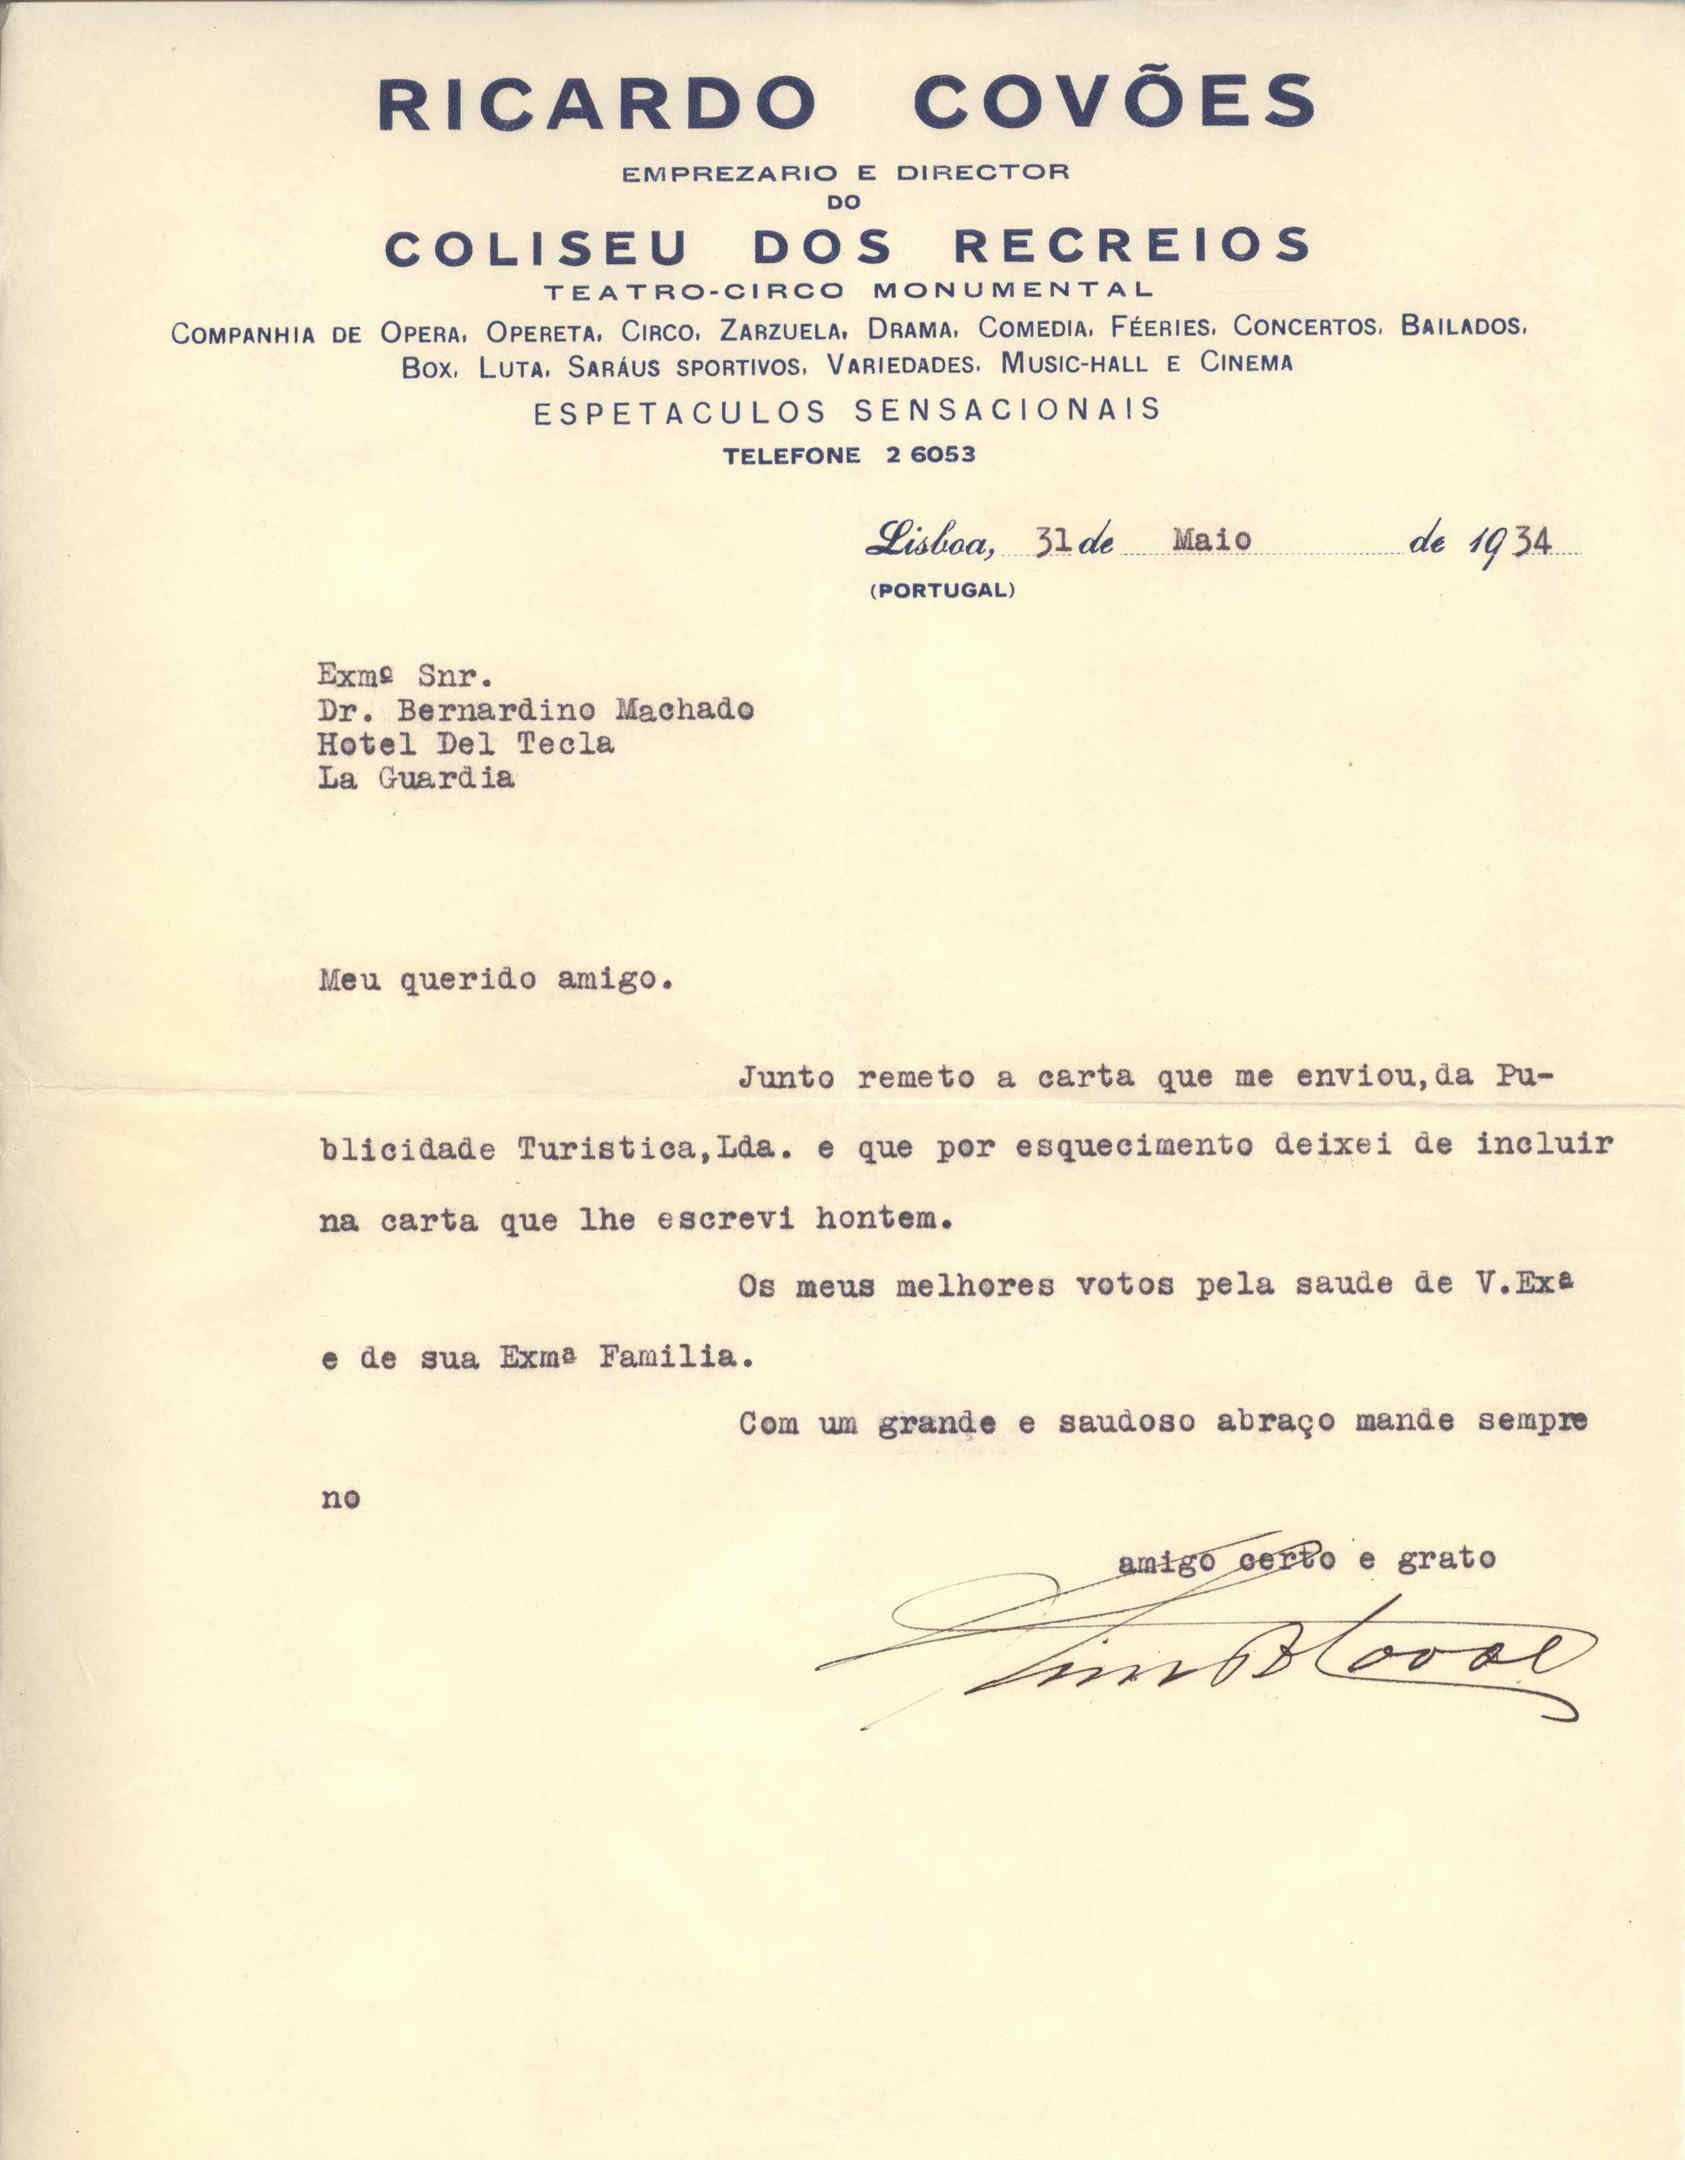 RICARDO COVÕES
EMPREZARIO E DIRECTOR
DO
COLISEU DOS RECREIOS
TEATRO-CIRCO MONUMENTAL
COMPANHIA DE OPERA, OPERETA, CIRCO, ZARZUELA, DRAMA, COMEDIA, FÉERIES, CONCERTOS, BAILADOS,
BOX, LUTA, SARÁUS SPORTIVOS, VARIEDADES, MUSIC-HALL E CINEMA
ESPETACULOS SENSACIONAIS
TELEFONE 2 6053
Lisboa, 31 de Maio de 1934
(PORTUGAL)
Exmº Snr.
Dr. Bernardino Machado
Hotel Del Tecla
La Guardia
Meu querido amigo.
Junto remeto a carta que me enviou,da Pu-
blicidade Turistica,Lda. e que por esquecimento deixei de incluir
na carta que lhe escrevi hontem.
Os meus melhores votos pela saude de V.Exª
e de sua Exmª Familia.
Com um grande e saudoso abraço mande sempre
no
amigo certo e grato